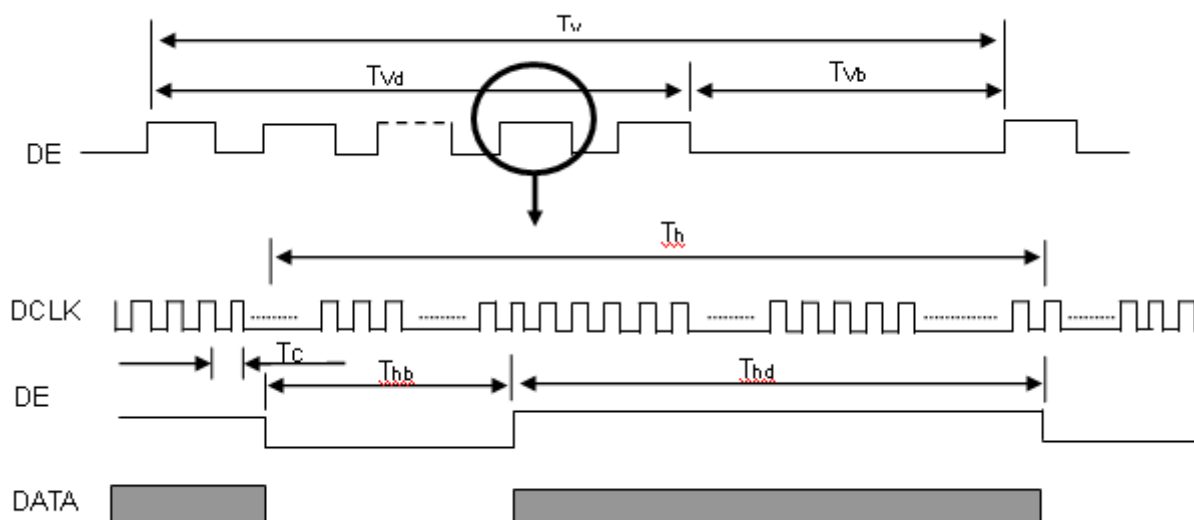 Tv
Tvd
Tvb
DE
Th
DCLK
Tc
Thb
Thd
DE
DATA